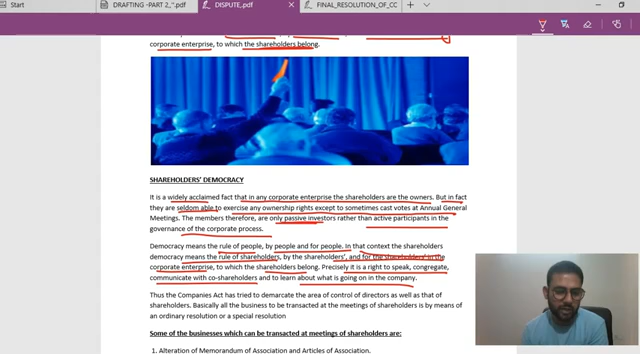 DRAFTING -PART 2_".pdf
DISPUTE.pdf
FINAL_RESOLUTION_OF_CC
corporate enterprise, to which the shareholders belong.
SHAREHOLDERS' DEMOCRACY
It is a widely acclaimed fact that in any corporate enterprise the shareholders are the owners. But in fact
they are seldom able to exercise any ownership rights except to sometimes cast votes at Annual General
Meetings. The members therefore, are only passive investors rather than active participants in the
governance of the corporate process.
Democracy means the rule of people, by people and for people. In that context the shareholders
democracy means the rule of shareholders, by the shareholders', and for the shareholders in the
corporate enterprise, to which the shareholders belong. Precisely it is a right to speak, congregate,
communicate with co-shareholders and to learn about what is going on in the company.
Thus the Companies Act has tried to demarcate the area of control of directors as well as that of
shareholders. Basically all the business to be transacted at the meetings of shareholders is by means of
an ordinary resolution or a special resolution
Some of the businesses which can be transacted at meetings of shareholders are:
1. Alteration of Memorandum of Association and Articles of Association.